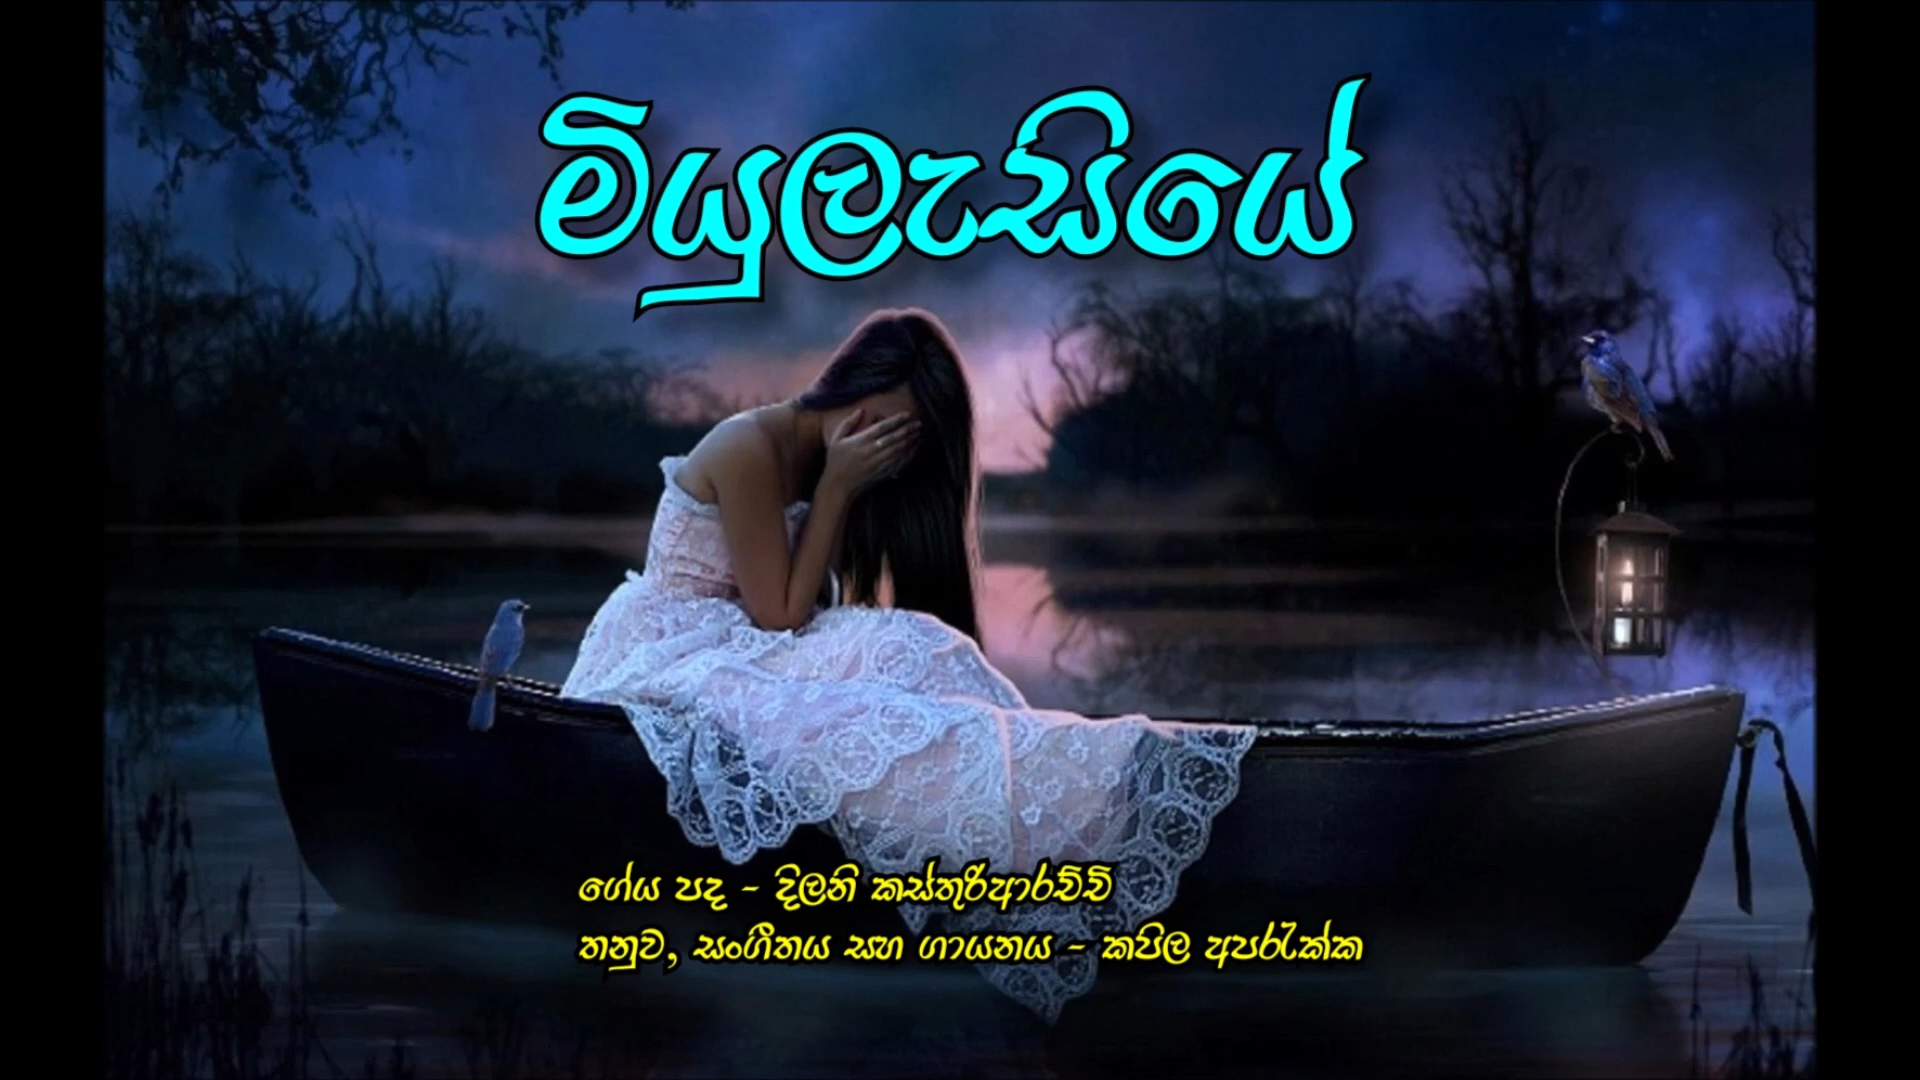 මියුලැසියේ
ගේය පද - දිලනි කස්තුරිආරච්චි
තනුව, සංගීතය සහ ගායනය - කපිල අපරැක්ක